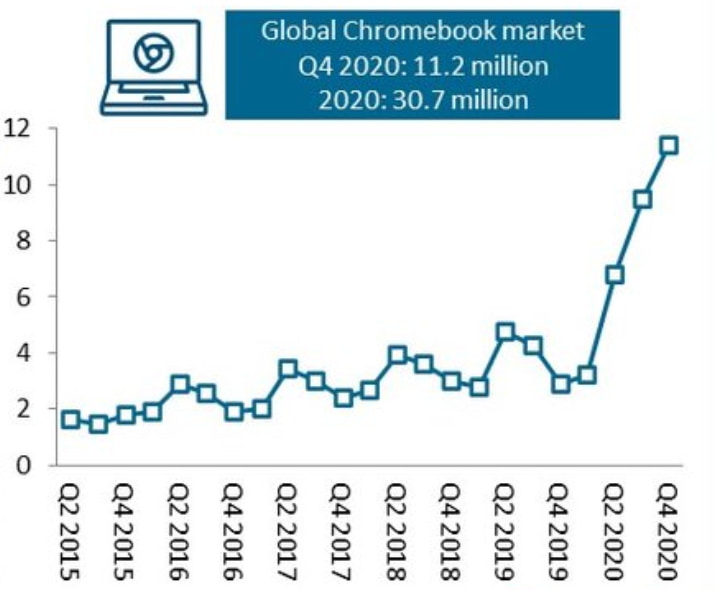 Global Chromebook market
Q4 2020: 11.2 million
2020: 30.7 million
12
10
8
6
4
2
0
Q2 2015
Q4 2015
Q2 2016
Q4 2016
Q2 2017
Q4 2017
Q2 2018
Q4 2018
Q2 2019
Q4 2019
Q2 2020
Q4 2020